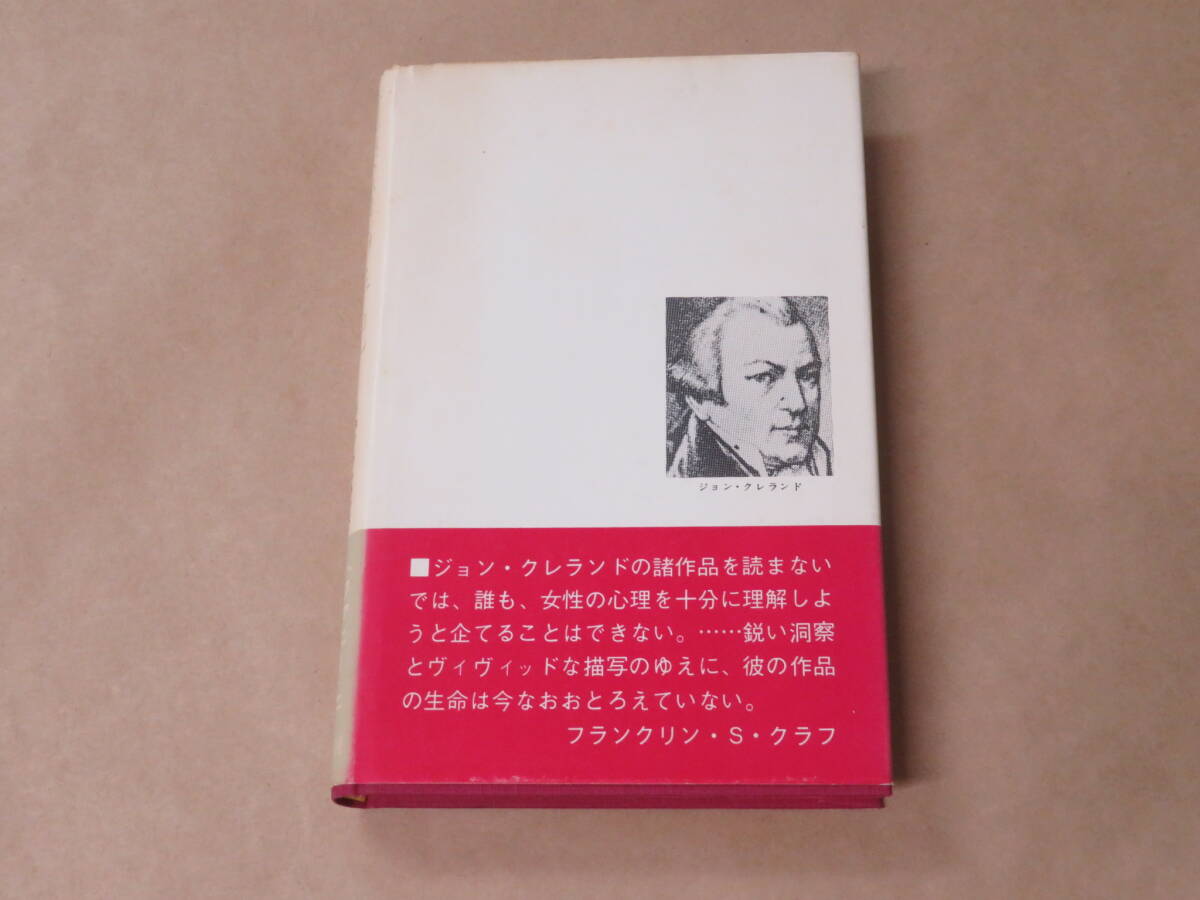 ジョン・クレランド
■ジョン・クレランドの諸作品を読まない
では、誰も、女性の心理を十分に理解しよ
うと企てることはできない。……鋭い洞察
とヴィヴィッドな描写のゆえに、彼の作品
の生命は今なおおとろえていない。
フランクリン・S・クラフ